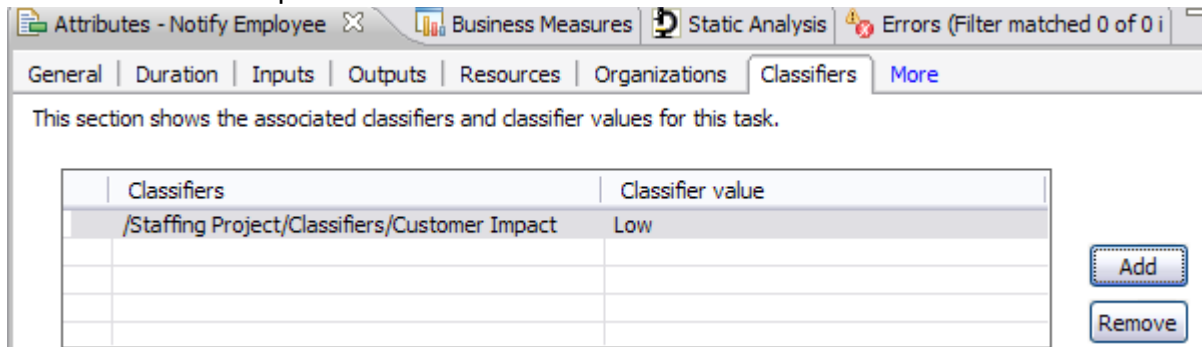 Attributes - Notify Employee Business Measures Static Analysis Errors (Filter matched 0 of 0 i
General | Duration | Inputs | Outputs | Resources | Organizations Classifiers More
This section shows the associated classifiers and classifier values for this task.
Classifiers Classifier value
/Staffing Project/Classifiers/Customer Impact Low
Add
Remove